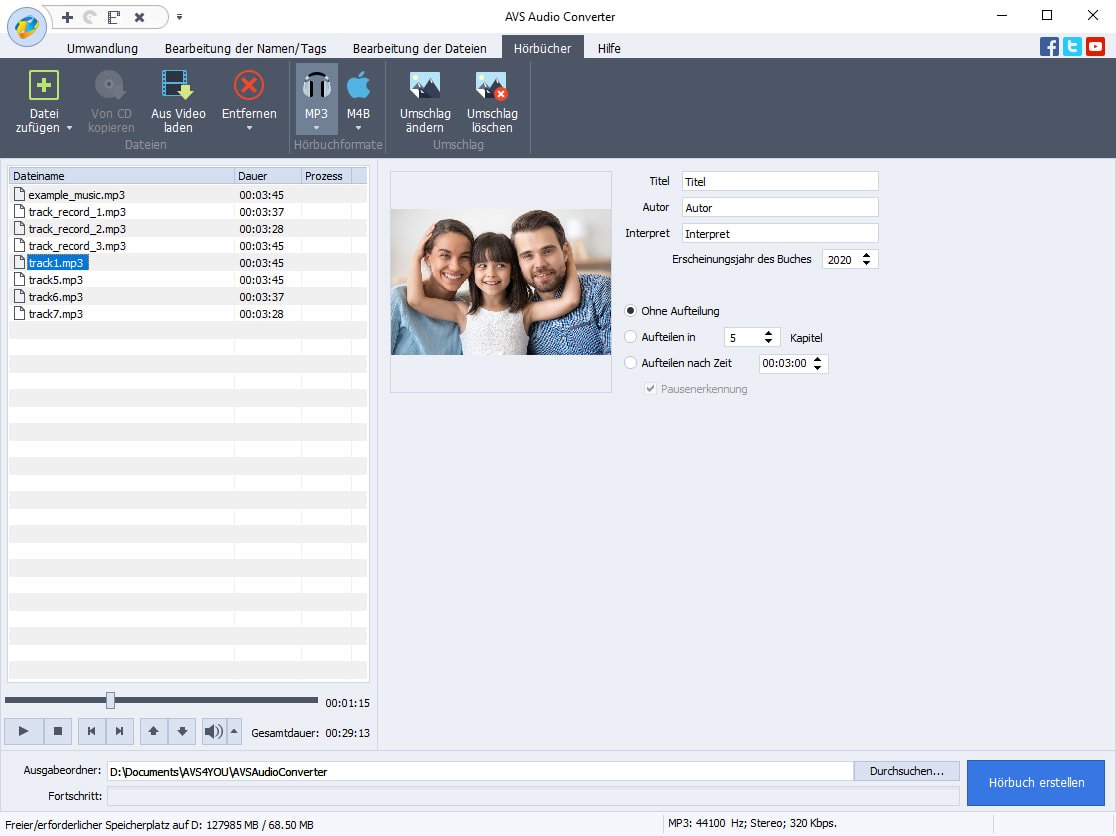 AVS Audio Converter
Umwandlung Bearbeitung der Namen/Tags Bearbeitung der Dateien Hörbücher Hilfe
Datei zufügen
Von CD kopieren
Aus Video laden
Entfernen
Dateien
MP3
M4B
Hörbuchformate
Umschlag ändern
Umschlag löschen
Umschlag
Dateiname Dauer Prozess
example_music.mp3 00:03:45
track_record_1.mp3 00:03:37
track_record_2.mp3 00:03:28
track_record_3.mp3 00:03:45
track1.mp3 00:03:45
track5.mp3 00:03:45
track6.mp3 00:03:37
track7.mp3 00:03:28
00:01:15
Gesamtdauer: 00:29:13
Titel Titel
Autor Autor
Interpret Interpret
Erscheinungsjahr des Buches 2020
Ohne Aufteilung
Aufteilen in 5 Kapitel
Aufteilen nach Zeit 00:03:00
Pausenerkennung
Ausgabeordner: D:\Documents\AVS4YOU\AVSAudioConverter Durchsuchen...
Fortschritt:
Hörbuch erstellen
Freier/erforderlicher Speicherplatz auf D: 127985 MB / 68.50 MB
MP3: 44100 Hz; Stereo; 320 Kbps.